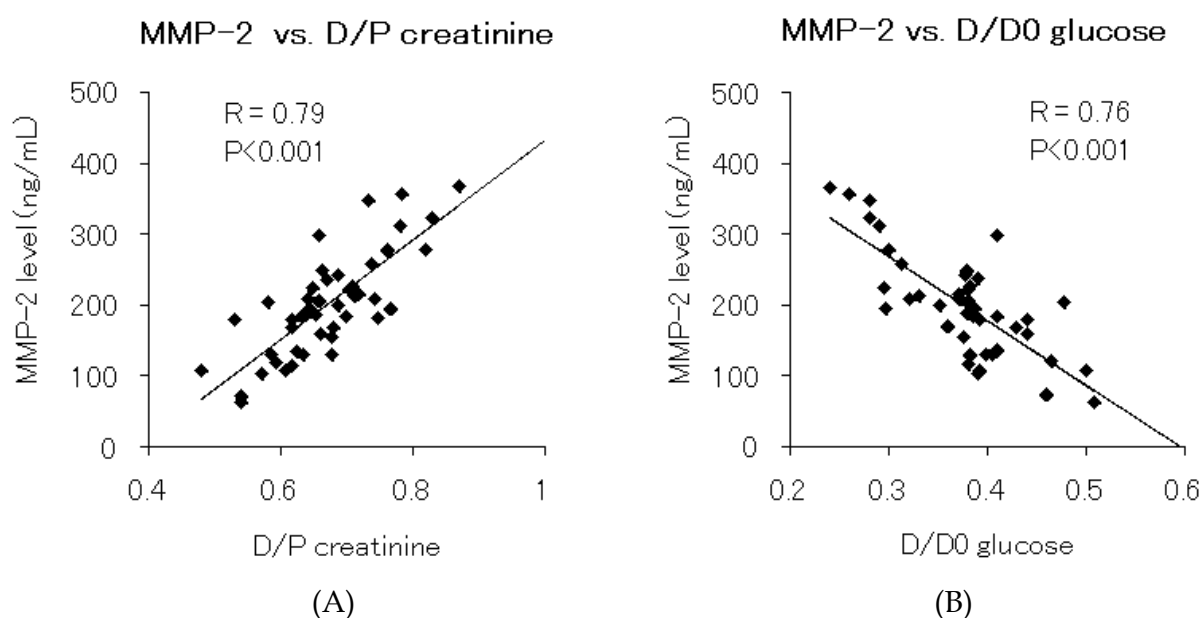 MMP-2 vs. D/P creatinine
MMP-2 level (ng/mL)
500
400
300
200
100
0
R = 0.79
P<0.001
0.4
0.6
0.8
1
D/P creatinine
(A)
MMP-2 vs. D/D0 glucose
MMP-2 level (ng/mL)
500
400
300
200
100
0
R = 0.76
P<0.001
0.2
0.3
0.4
0.5
0.6
D/D0 glucose
(B)